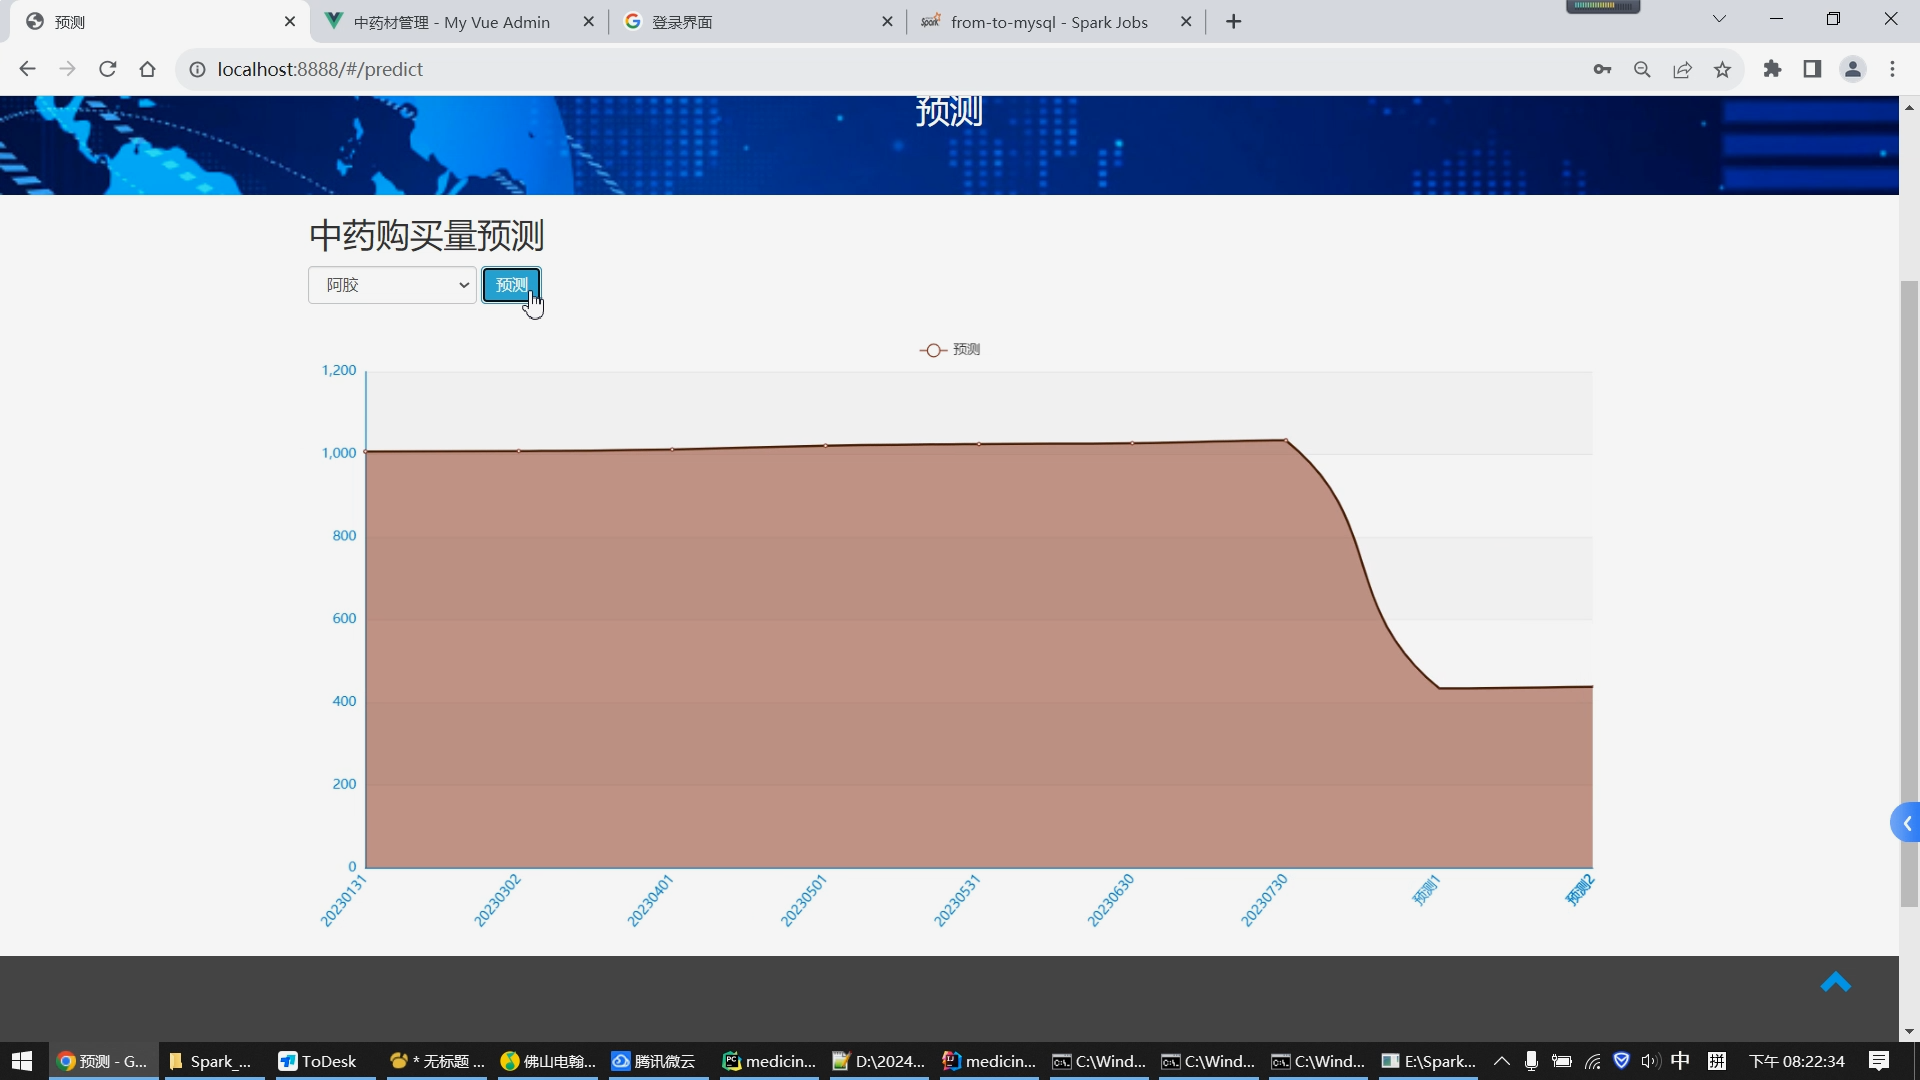 预测
中药材管理 - My Vue Admin
登录界面
from-to-mysql - Spark Jobs
localhost:8888/#/predict
预测
中药购买量预测
阿胶
预测
预测
1,200
1,000
800
600
400
200
0
20230131
20230302
20230401
20230501
20230531
20230630
20230730
预测1
预测2
预测 - G...
Spark_...
ToDesk
* 无标题 ...
佛山电翰...
腾讯微云
medicin...
D:\2024...
medicin...
C:\Wind...
C:\Wind...
C:\Wind...
E:\Spark...
中
拼
下午 08:22:34